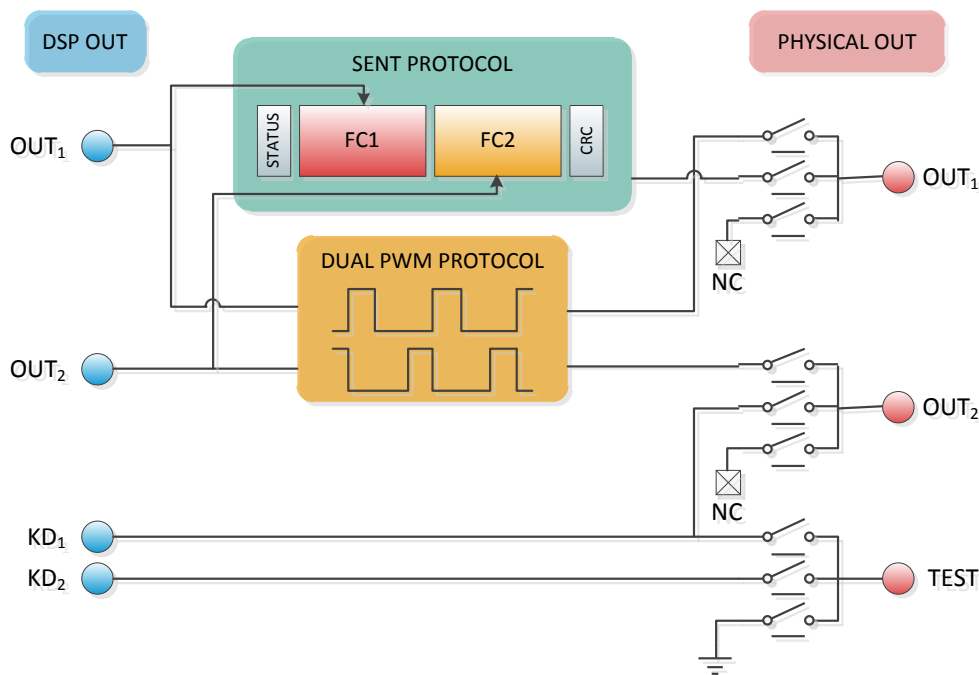 DSP OUT
PHYSICAL OUT
SENT PROTOCOL
STATUS
FC1
FC2
CRC
OUT₁
OUT₁
NC
DUAL PWM PROTOCOL
OUT₂
OUT₂
NC
KD₁
KD₂
TEST